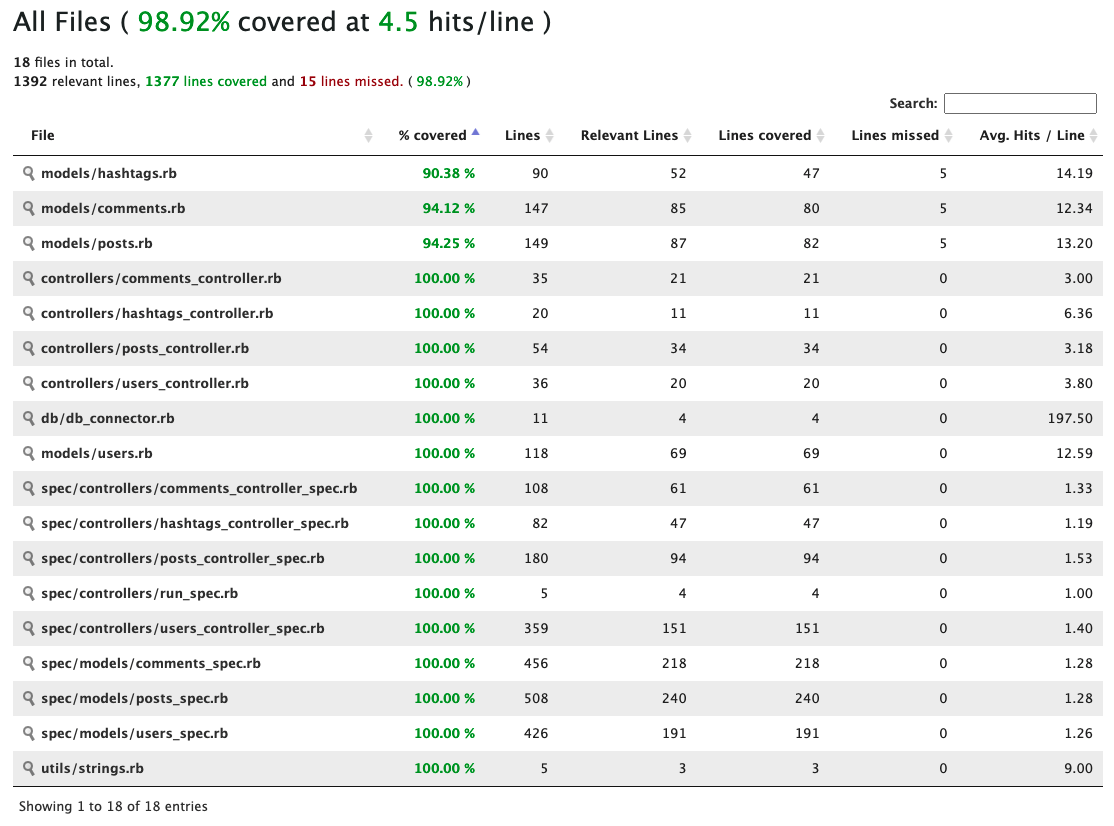 All Files ( 98.92% covered at 4.5 hits/line )
18 files in total.
1392 relevant lines, 1377 lines covered and 15 lines missed. ( 98.92% )
Search:
File % covered Lines Relevant Lines Lines covered Lines missed Avg. Hits / Line
models/hashtags.rb 90.38 % 90 52 47 5 14.19
models/comments.rb 94.12 % 147 85 80 5 12.34
models/posts.rb 94.25 % 149 87 82 5 13.20
controllers/comments_controller.rb 100.00 % 35 21 21 0 3.00
controllers/hashtags_controller.rb 100.00 % 20 11 11 0 6.36
controllers/posts_controller.rb 100.00 % 54 34 34 0 3.18
controllers/users_controller.rb 100.00 % 36 20 20 0 3.80
db/db_connector.rb 100.00 % 11 4 4 0 197.50
models/users.rb 100.00 % 118 69 69 0 12.59
spec/controllers/comments_controller_spec.rb 100.00 % 108 61 61 0 1.33
spec/controllers/hashtags_controller_spec.rb 100.00 % 82 47 47 0 1.19
spec/controllers/posts_controller_spec.rb 100.00 % 180 94 94 0 1.53
spec/controllers/run_spec.rb 100.00 % 5 4 4 0 1.00
spec/controllers/users_controller_spec.rb 100.00 % 359 151 151 0 1.40
spec/models/comments_spec.rb 100.00 % 456 218 218 0 1.28
spec/models/posts_spec.rb 100.00 % 508 240 240 0 1.28
spec/models/users_spec.rb 100.00 % 426 191 191 0 1.26
utils/strings.rb 100.00 % 5 3 3 0 9.00
Showing 1 to 18 of 18 entries